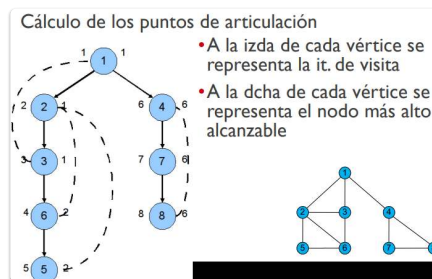 Cálculo de los puntos de articulación
•A la izda de cada vértice se
representa la it. de visita
•A la dcha de cada vértice se
representa el nodo más alto
alcanzable
1 1 1
2 2 1
6 4 6
3 3 1
7 7 6
4 6 2
8 8 6
5 5 2
1
2 3 4
5 6 7